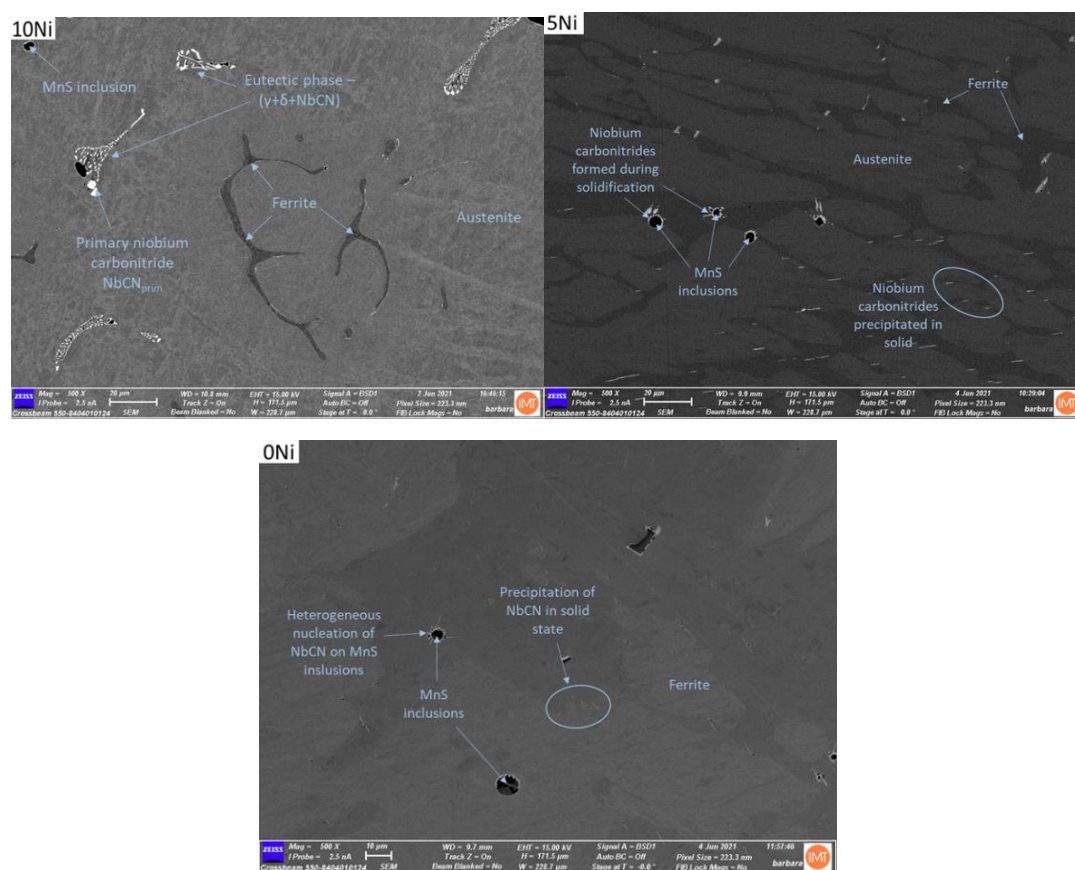 10Ni
MnS inclusion
Eutectic phase –
(γ+δ+NbCN)
Ferrite
Austenite
Primary niobium
carbonitride
NbCNprim
ZEISS
Mag = 500 X
20 µm
WD = 10.8 mm
EHT = 15.00 kV
Signal A = BSD1
2 Jun 2021
16:46:15
I Probe = 2.5 nA
Track Z = On
H = 171.5 µm
Auto BC = Off
Pixel Size = 223.3 nm
Crossbeam 550-8404010124
SEM
Beam Blanked = No
W = 228.7 µm
Stage at T = 0.0 °
FIB Lock Mags = No
barbara
IMT
5Ni
Ferrite
Niobium
carbonitrides
formed during
solidification
Austenite
MnS
inclusions
Niobium
carbonitrides
precipitated in
solid
ZEISS
Mag = 500 X
20 µm
WD = 9.9 mm
EHT = 15.00 kV
Signal A = BSD1
4 Jun 2021
10:29:04
I Probe = 2.5 nA
Track Z = On
H = 171.5 µm
Auto BC = Off
Pixel Size = 223.3 nm
Crossbeam 550-8404010124
SEM
Beam Blanked = No
W = 228.7 µm
Stage at T = 0.0 °
FIB Lock Mags = No
barbara
IMT
0Ni
Precipitation of
NbCN in solid
state
Heterogeneous
nucleation of
NbCN on MnS
inslusions
Ferrite
MnS
inclusions
ZEISS
Mag = 500 X
10 µm
WD = 9.7 mm
EHT = 15.00 kV
Signal A = BSD1
4 Jun 2021
11:57:46
I Probe = 2.5 nA
Track Z = On
H = 171.5 µm
Auto BC = Off
Pixel Size = 223.3 nm
Crossbeam 550-8404010124
SEM
Beam Blanked = No
W = 228.7 µm
Stage at T = -0.0 °
FIB Lock Mags = No
barbara
IMT